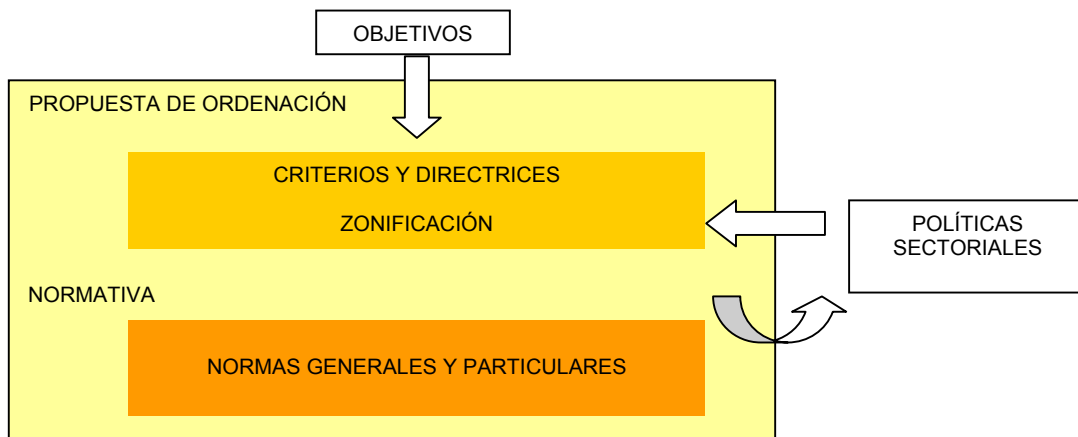 OBJETIVOS
PROPUESTA DE ORDENACIÓN
CRITERIOS Y DIRECTRICES
ZONIFICACIÓN
POLÍTICAS
SECTORIALES
NORMATIVA
NORMAS GENERALES Y PARTICULARES